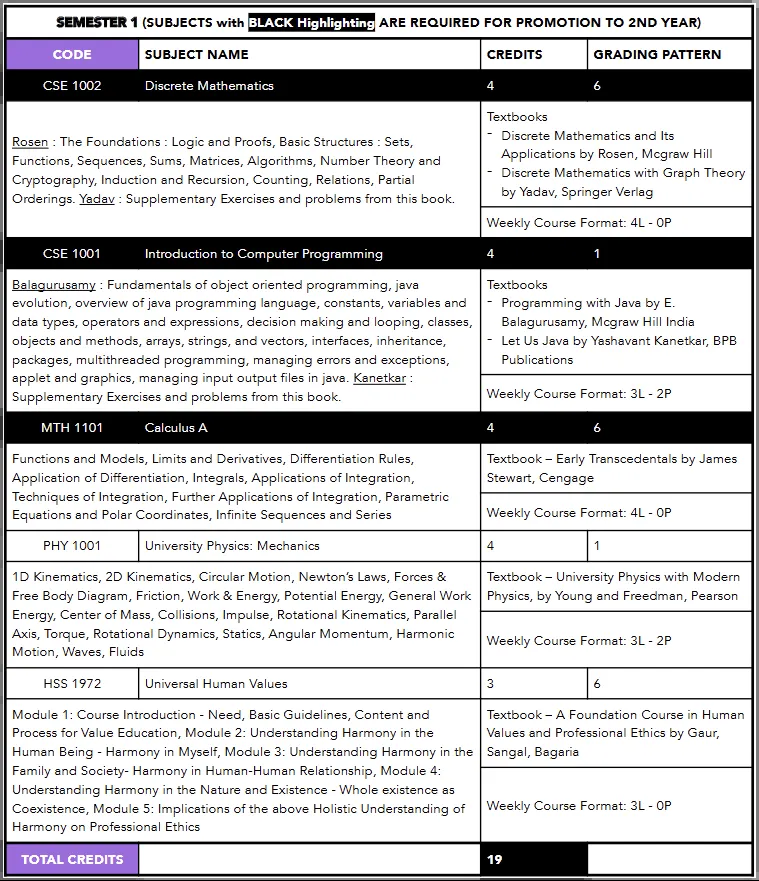 SEMESTER 1 (SUBJECTS with BLACK Highlighting ARE REQUIRED FOR PROMOTION TO 2ND YEAR)
CODE SUBJECT NAME CREDITS GRADING PATTERN
CSE 1002 Discrete Mathematics 4 6
Rosen : The Foundations : Logic and Proofs, Basic Structures : Sets,
Functions, Sequences, Sums, Matrices, Algorithms, Number Theory and
Cryptography, Induction and Recursion, Counting, Relations, Partial
Orderings. Yadav : Supplementary Exercises and problems from this book.
Textbooks
- Discrete Mathematics and Its
Applications by Rosen, Mcgraw Hill
- Discrete Mathematics with Graph Theory
by Yadav, Springer Verlag
Weekly Course Format: 4L - 0P
CSE 1001 Introduction to Computer Programming 4 1
Balagurusamy : Fundamentals of object oriented programming, java
evolution, overview of java programming language, constants, variables and
data types, operators and expressions, decision making and looping, classes,
objects and methods, arrays, strings, and vectors, interfaces, inheritance,
packages, multithreaded programming, managing errors and exceptions,
applet and graphics, managing input output files in java. Kanetkar :
Supplementary Exercises and problems from this book.
Textbooks
- Programming with Java by E.
Balagurusamy, Mcgraw Hill India
- Let Us Java by Yashavant Kanetkar, BPB
Publications
Weekly Course Format: 3L - 2P
MTH 1101 Calculus A 4 6
Functions and Models, Limits and Derivatives, Differentiation Rules,
Application of Differentiation, Integrals, Applications of Integration,
Techniques of Integration, Further Applications of Integration, Parametric
Equations and Polar Coordinates, Infinite Sequences and Series
Textbook – Early Transcedentals by James
Stewart, Cengage
Weekly Course Format: 4L - 0P
PHY 1001 University Physics: Mechanics 4 1
1D Kinematics, 2D Kinematics, Circular Motion, Newton's Laws, Forces &
Free Body Diagram, Friction, Work & Energy, Potential Energy, General Work
Energy, Center of Mass, Collisions, Impulse, Rotational Kinematics, Parallel
Axis, Torque, Rotational Dynamics, Statics, Angular Momentum, Harmonic
Motion, Waves, Fluids
Textbook – University Physics with Modern
Physics, by Young and Freedman, Pearson
Weekly Course Format: 3L - 2P
HSS 1972 Universal Human Values 3 6
Module 1: Course Introduction - Need, Basic Guidelines, Content and
Process for Value Education, Module 2: Understanding Harmony in the
Human Being - Harmony in Myself, Module 3: Understanding Harmony in the
Family and Society- Harmony in Human-Human Relationship, Module 4:
Understanding Harmony in the Nature and Existence - Whole existence as
Coexistence, Module 5: Implications of the above Holistic Understanding of
Harmony on Professional Ethics
Textbook – A Foundation Course in Human
Values and Professional Ethics by Gaur,
Sangal, Bagaria
Weekly Course Format: 3L - 0P
TOTAL CREDITS 19